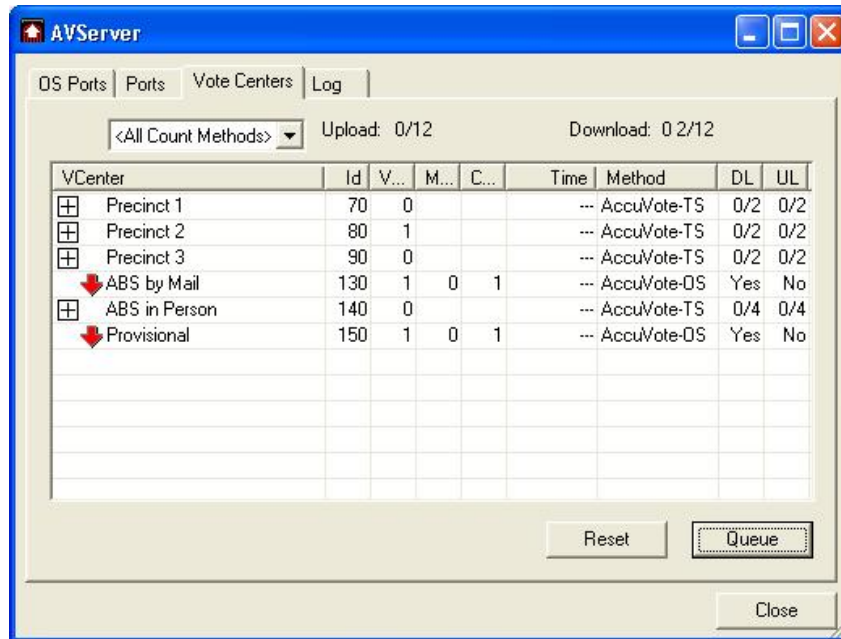 AVServer
OS Ports Ports Vote Centers Log
<All Count Methods> Upload: 0/12 Download: 0 2/12
VCenter Id V... M... C... Time Method DL UL
Precinct 1 70 0 --- AccuVote-TS 0/2 0/2
Precinct 2 80 1 --- AccuVote-TS 0/2 0/2
Precinct 3 90 0 --- AccuVote-TS 0/2 0/2
ABS by Mail 130 1 0 1 --- AccuVote-OS Yes No
ABS in Person 140 0 --- AccuVote-TS 0/4 0/4
Provisional 150 1 0 1 --- AccuVote-OS Yes No
Reset Queue
Close